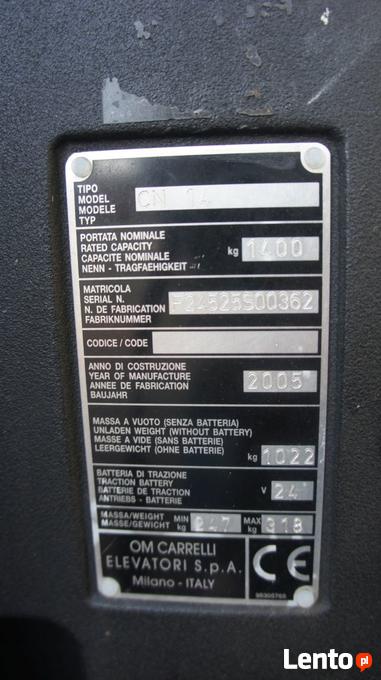 TIPO
MODEL
MODELE
TYP
CN 14
PORTATA NOMINALE
RATED CAPACITY
CAPACITE NOMINALE
NENN - TRAGFAEHIGKEIT
kg 1400
MATRICOLA
SERIAL N.
N. DE FABRICATION
FABRIKNUMMER
F24525S00362
CODICE / CODE
ANNO DI COSTRUZIONE
YEAR OF MANUFACTURE
ANNEE DE FABRICATION
BAUJAHR
2005
MASSA A VUOTO (SENZA BATTERIA)
UNLADEN WEIGHT (WITHOUT BATTERY)
MASSE A VIDE (SANS BATTERIE)
LEERGEWICHT (OHNE BATTERIE)
kg 1022
BATTERIA DI TRAZIONE
TRACTION BATTERY
BATTERIE DE TRACTION
ANTRIEBS - BATTERIE
V 24
MASSA/WEIGHT
MASSE/GEWICHT
MIN kg 247
MAX kg 318
OM CARRELLI
ELEVATORI S.p.A.
Milano - ITALY
CE
Lento.pl